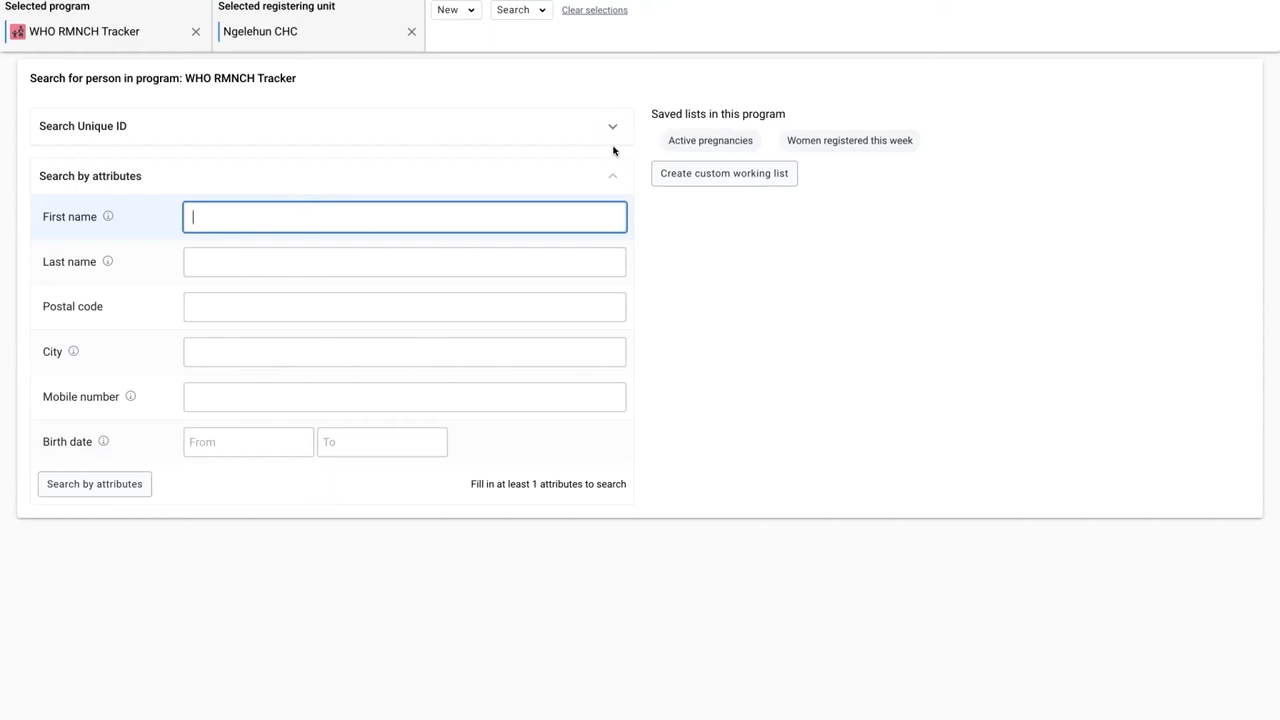 Selected program
WHO RMNCH Tracker
Selected registering unit
Ngelehun CHC
New
Search
Clear selections
Search for person in program: WHO RMNCH Tracker
Search Unique ID
Search by attributes
First name
Last name
Postal code
City
Mobile number
Birth date
From
To
Search by attributes
Fill in at least 1 attributes to search
Saved lists in this program
Active pregnancies
Women registered this week
Create custom working list